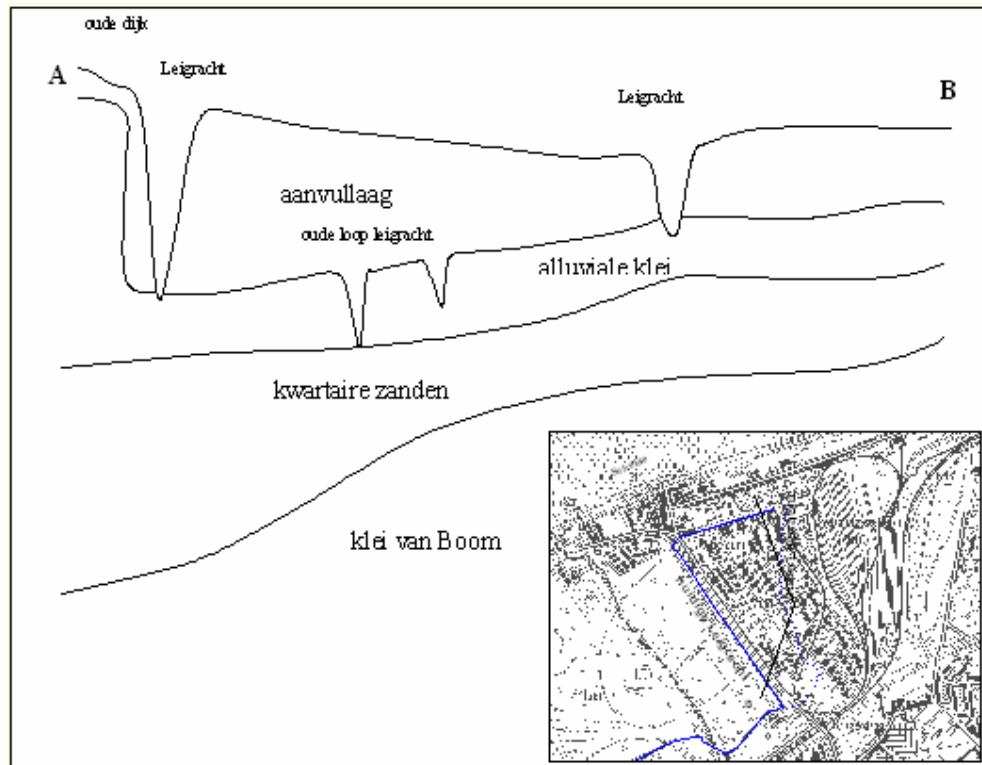 oude dijk
A
Leigracht
Leigracht
B
aanvullaag
oude loop leigracht
alluviale klei
kwartaire zanden
klei van Boom